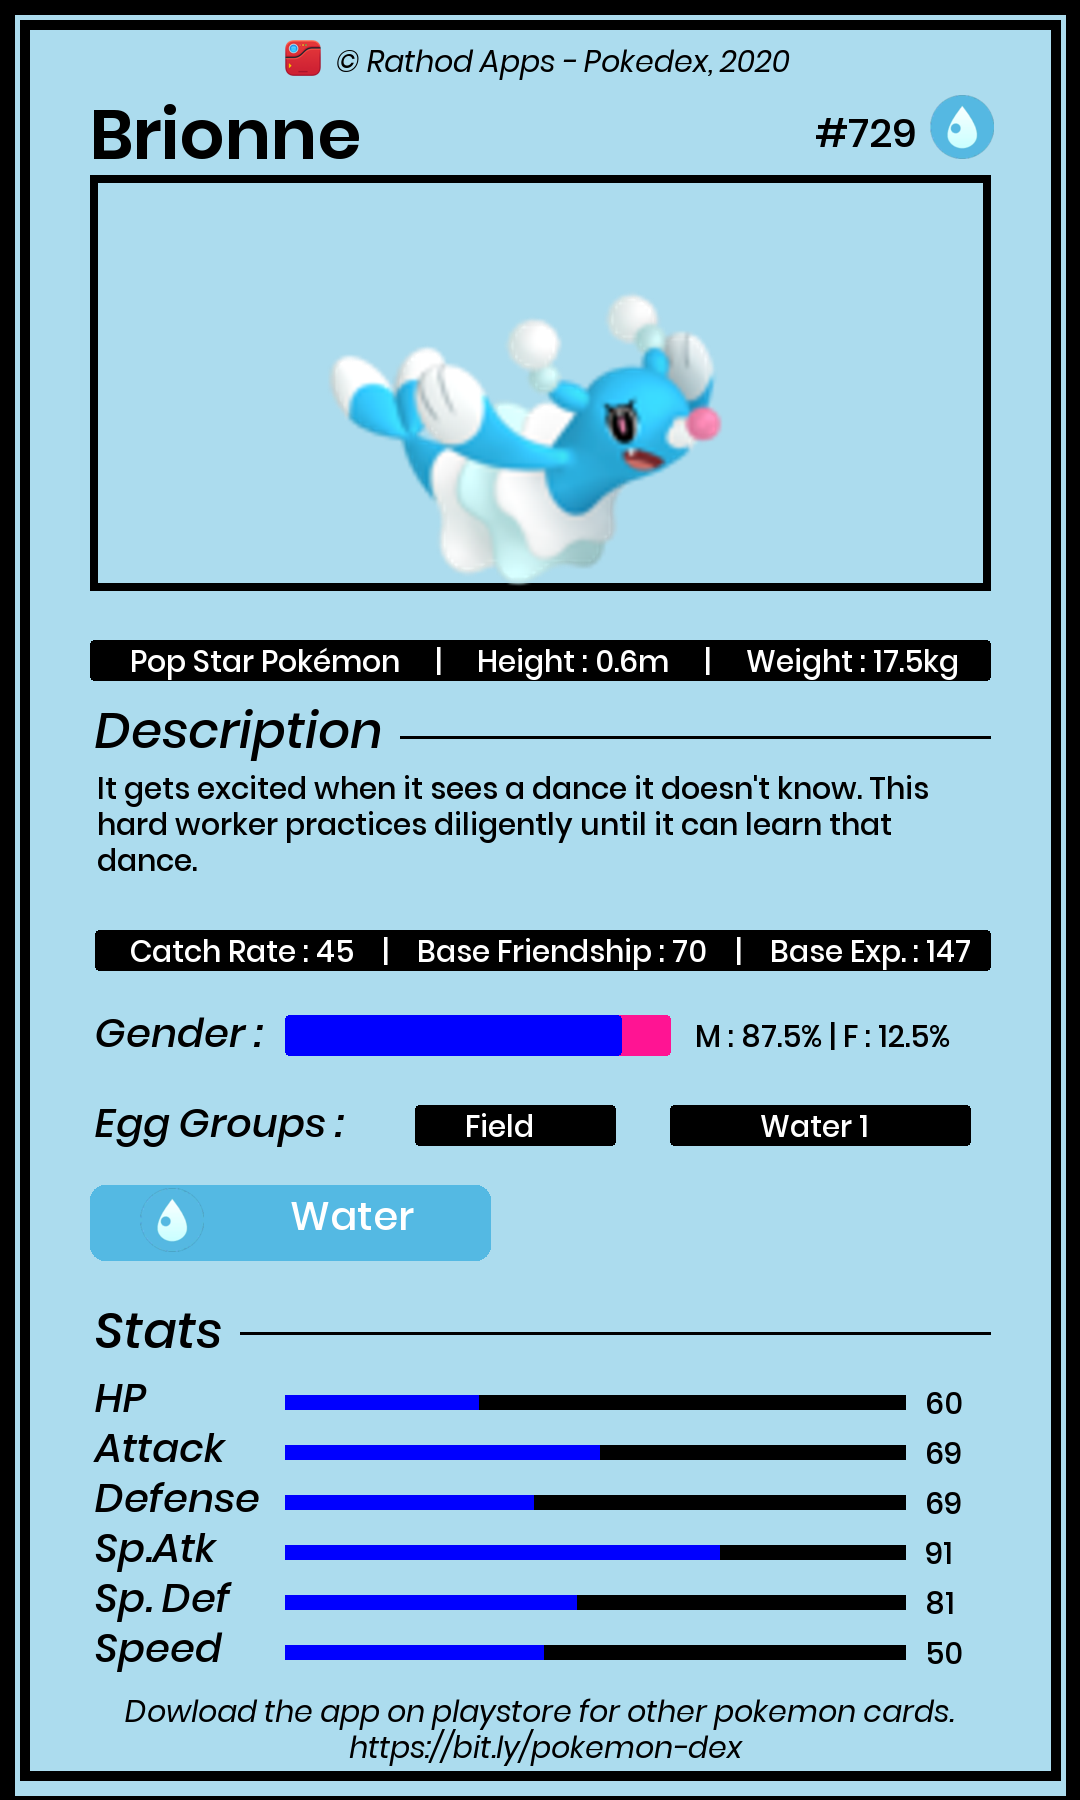 © Rathod Apps - Pokedex, 2020
Brionne
#729
Pop Star Pokémon | Height : 0.6m | Weight : 17.5kg
Description
It gets excited when it sees a dance it doesn't know. This
hard worker practices diligently until it can learn that
dance.
Catch Rate : 45 | Base Friendship : 70 | Base Exp. : 147
Gender : M : 87.5% | F : 12.5%
Egg Groups : Field Water 1
Water
Stats
HP 60
Attack 69
Defense 69
Sp.Atk 91
Sp. Def 81
Speed 50
Dowload the app on playstore for other pokemon cards.
https://bit.ly/pokemon-dex